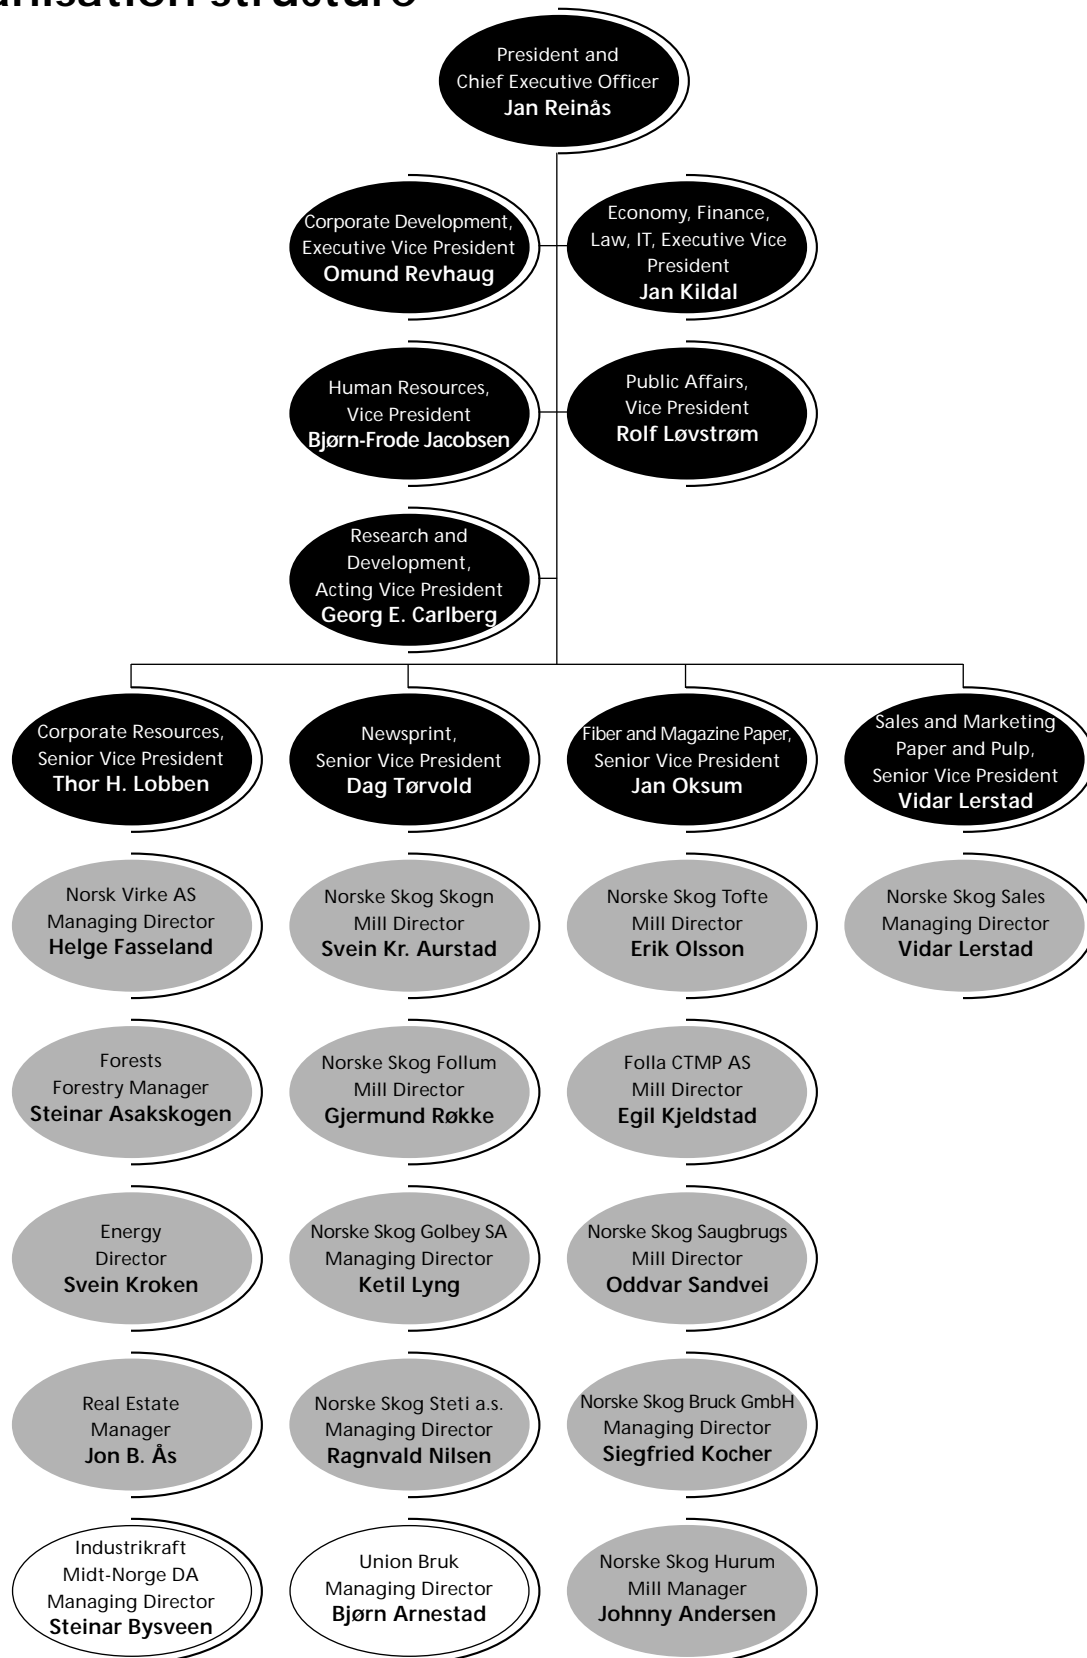 anisation structure
President and
Chief Executive Officer
Jan Reinås
Corporate Development,
Executive Vice President
Omund Revhaug
Economy, Finance,
Law, IT, Executive Vice
President
Jan Kildal
Human Resources,
Vice President
Bjørn-Frode Jacobsen
Public Affairs,
Vice President
Rolf Løvstrøm
Research and
Development,
Acting Vice President
Georg E. Carlberg
Corporate Resources,
Senior Vice President
Thor H. Lobben
Newsprint,
Senior Vice President
Dag Tørvold
Fiber and Magazine Paper,
Senior Vice President
Jan Oksum
Sales and Marketing
Paper and Pulp,
Senior Vice President
Vidar Lerstad
Norsk Virke AS
Managing Director
Helge Fasseland
Norske Skog Skogn
Mill Director
Svein Kr. Aurstad
Norske Skog Tofte
Mill Director
Erik Olsson
Norske Skog Sales
Managing Director
Vidar Lerstad
Forests
Forestry Manager
Steinar Asakskogen
Norske Skog Follum
Mill Director
Gjermund Røkke
Folla CTMP AS
Mill Director
Egil Kjeldstad
Energy
Director
Svein Kroken
Norske Skog Golbey SA
Managing Director
Ketil Lyng
Norske Skog Saugbrugs
Mill Director
Oddvar Sandvei
Real Estate
Manager
Jon B. Ås
Norske Skog Steti a.s.
Managing Director
Ragnvald Nilsen
Norske Skog Bruck GmbH
Managing Director
Siegfried Kocher
Industrikraft
Midt-Norge DA
Managing Director
Steinar Bysveen
Union Bruk
Managing Director
Bjørn Arnestad
Norske Skog Hurum
Mill Manager
Johnny Andersen